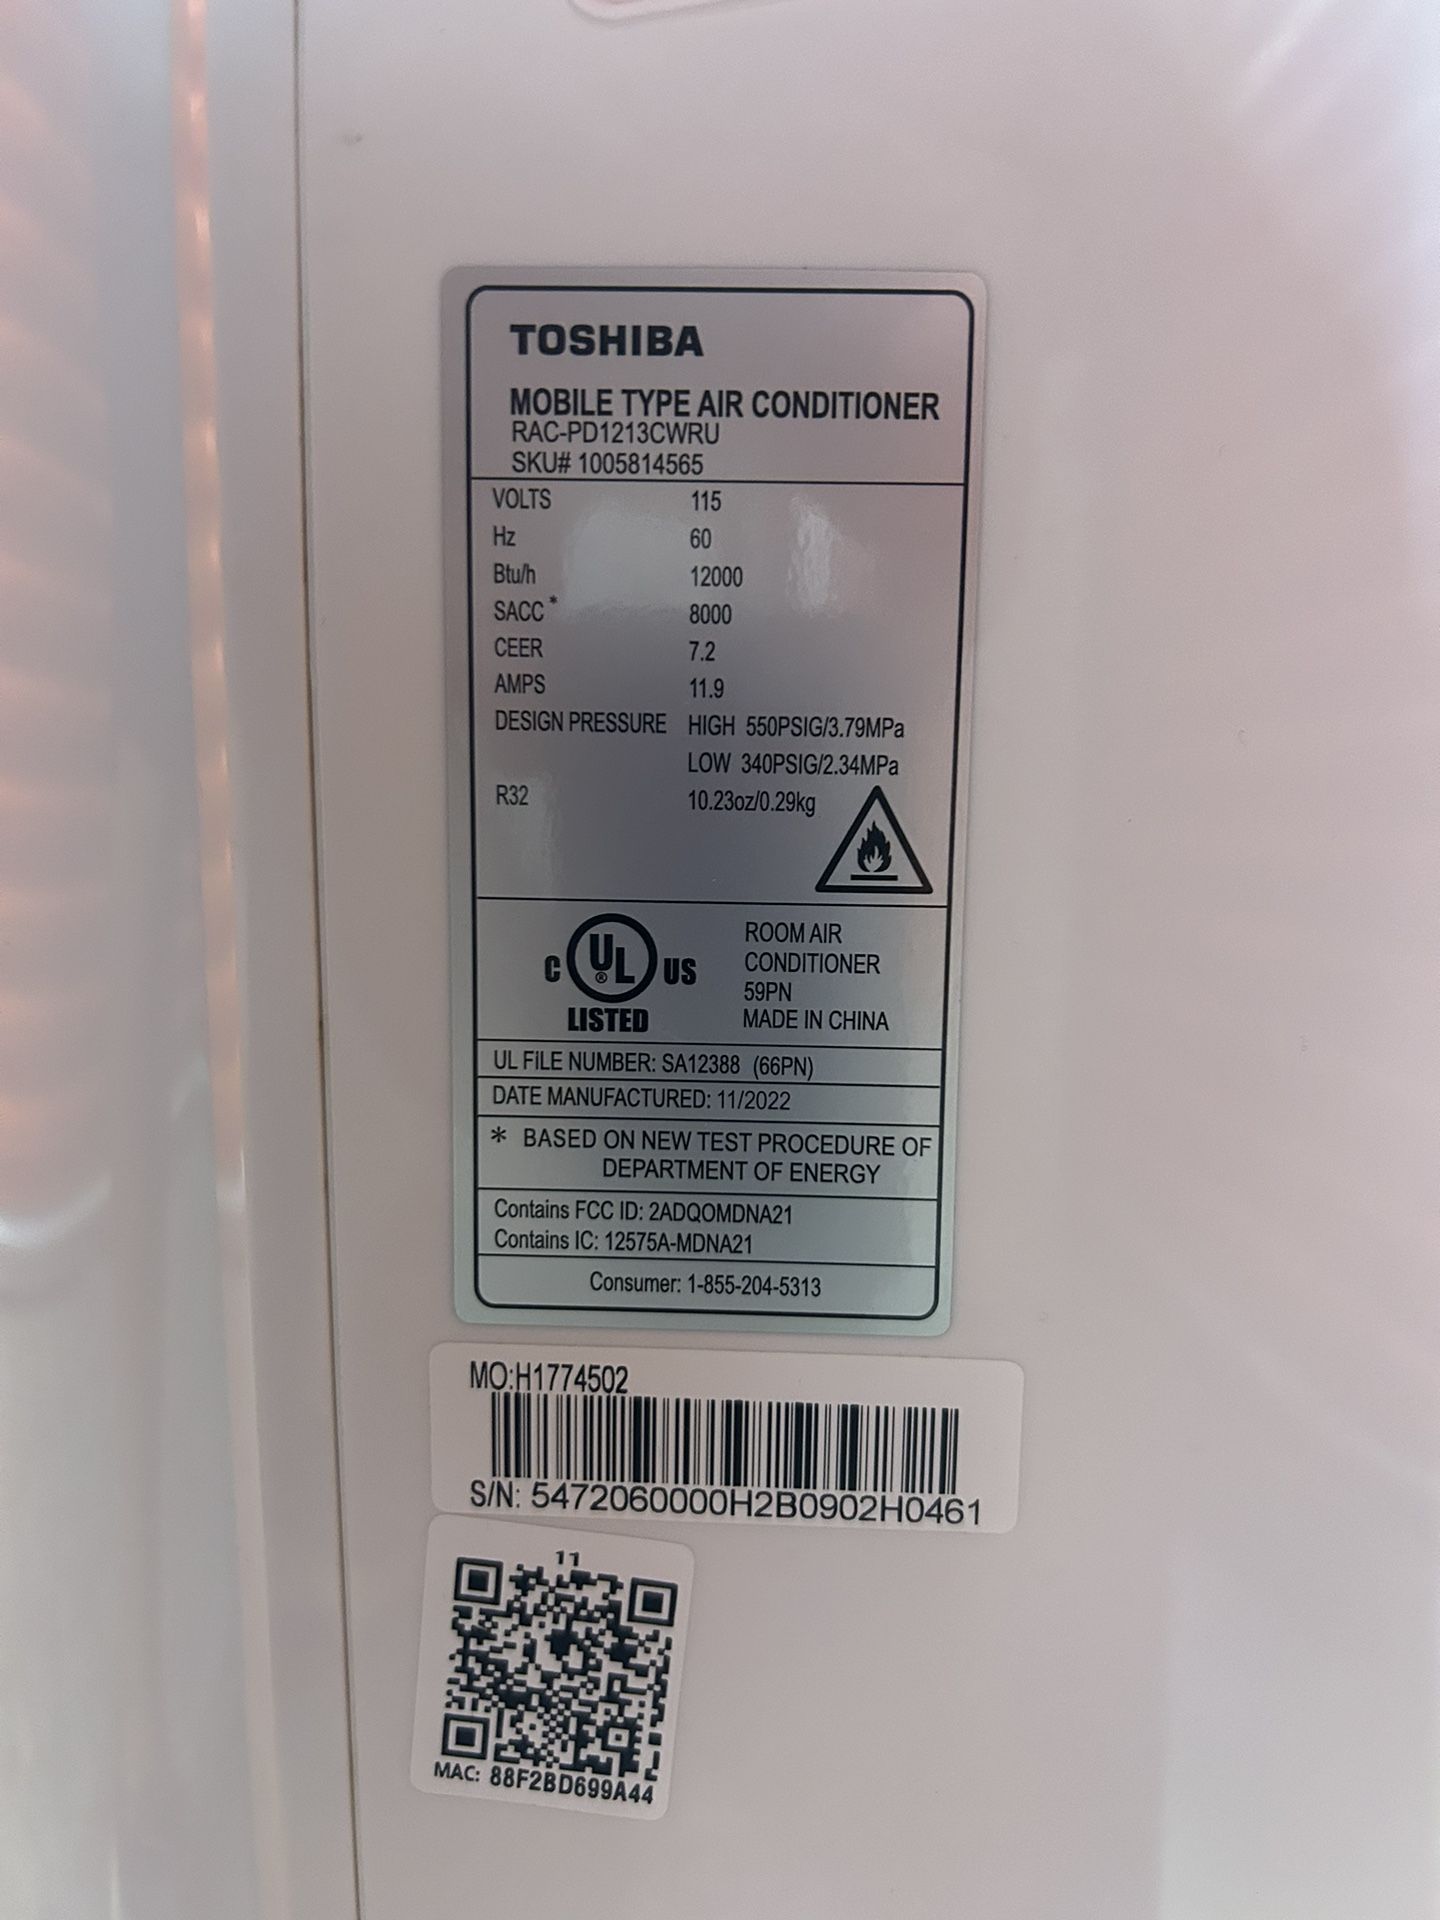 TOSHIBA
MOBILE TYPE AIR CONDITIONER
RAC-PD1213CWRU
SKU# 1005814565
VOLTS 115
Hz 60
Btu/h 12000
SACC* 8000
CEER 7.2
AMPS 11.9
DESIGN PRESSURE HIGH 550PSIG/3.79MPa
LOW 340PSIG/2.34MPa
R32 10.23oz/0.29kg
C UL® US
LISTED
ROOM AIR
CONDITIONER
59PN
MADE IN CHINA
UL FILE NUMBER: SA12388 (66PN)
DATE MANUFACTURED: 11/2022
* BASED ON NEW TEST PROCEDURE OF
DEPARTMENT OF ENERGY
Contains FCC ID: 2ADQOMDNA21
Contains IC: 12575A-MDNA21
Consumer: 1-855-204-5313
MO:H1774502
S/N: 5472060000H2B0902H0461
11
MAC: 88F2BD699A44